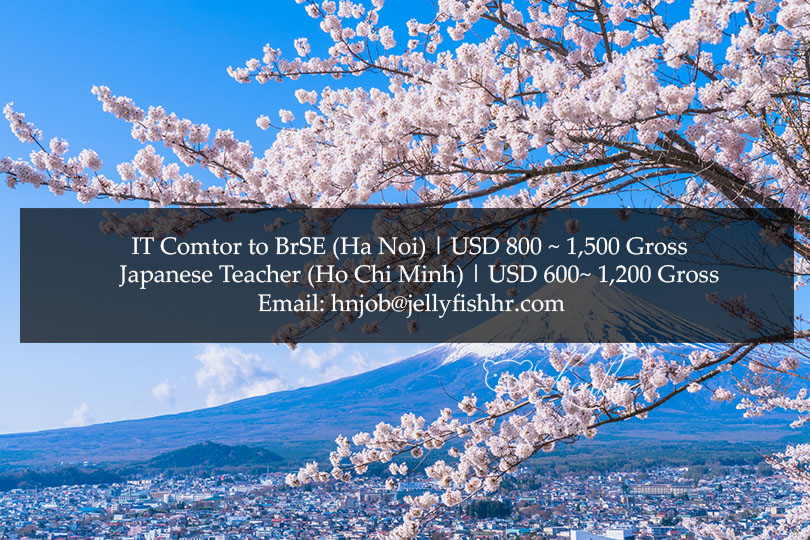 IT Comtor to BrSE (Ha Noi) | USD 800 ~ 1,500 Gross
Japanese Teacher (Ho Chi Minh) | USD 600~ 1,200 Gross
Email: hnjob@jellyfishhr.com